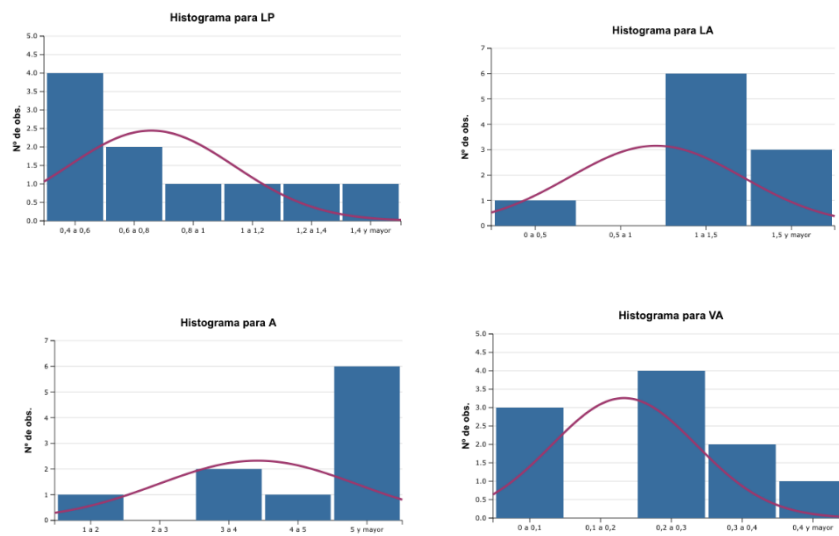 Histograma para LP
Nº de obs.
5.0
4.5
4.0
3.5
3.0
2.5
2.0
1.5
1.0
0.5
0.0
0,4 a 0,6
0,6 a 0,8
0,8 a 1
1 a 1,2
1,2 a 1,4
1,4 y mayor
Histograma para LA
Nº de obs.
7
6
5
4
3
2
1
0
0 a 0,5
0,5 a 1
1 a 1,5
1,5 y mayor
Histograma para A
Nº de obs.
7
6
5
4
3
2
1
0
1 a 2
2 a 3
3 a 4
4 a 5
5 y mayor
Histograma para VA
Nº de obs.
5.0
4.5
4.0
3.5
3.0
2.5
2.0
1.5
1.0
0.5
0.0
0 a 0,1
0,1 a 0,2
0,2 a 0,3
0,3 a 0,4
0,4 y mayor